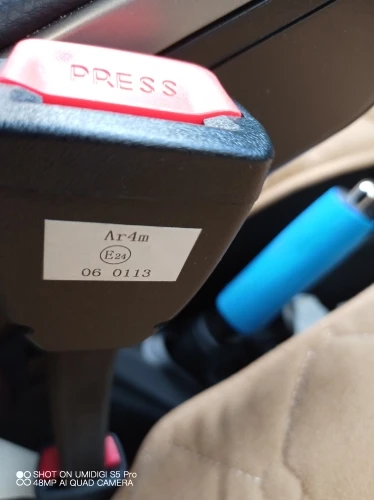 PRESS
Ar4m
E24
06 0113
SHOT ON UMIDIGI S5 Pro
48MP AI QUAD CAMERA